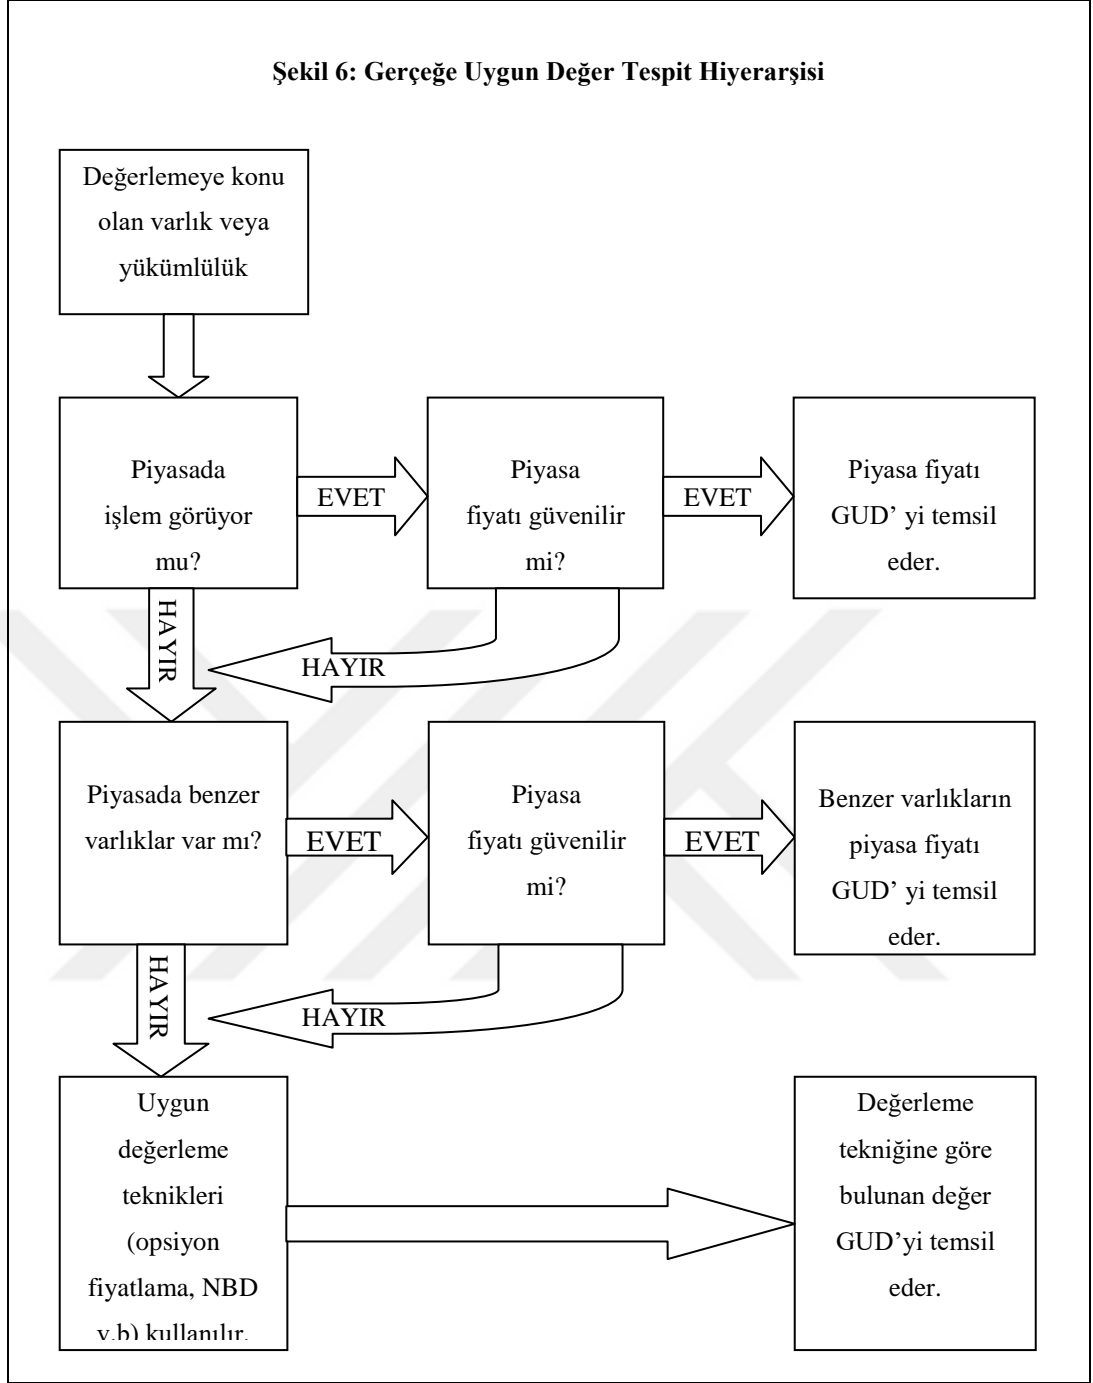 Şekil 6: Gerçeğe Uygun Değer Tespit Hiyerarşisi
Değerlemeye konu
olan varlık veya
yükümlülük
Piyasada
işlem görüyor
mu?
EVET
Piyasa
fiyatı güvenilir
mi?
EVET
Piyasa fiyatı
GUD’ yi temsil
eder.
HAYIR
HAYIR
Piyasada benzer
varlıklar var mı?
EVET
Piyasa
fiyatı güvenilir
mi?
EVET
Benzer varlıkların
piyasa fiyatı
GUD’ yi temsil
eder.
HAYIR
HAYIR
Uygun
değerleme
teknikleri
(opsiyon
fiyatlama, NBD
v.b) kullanılır.
Değerleme
tekniğine göre
bulunan değer
GUD’yi temsil
eder.